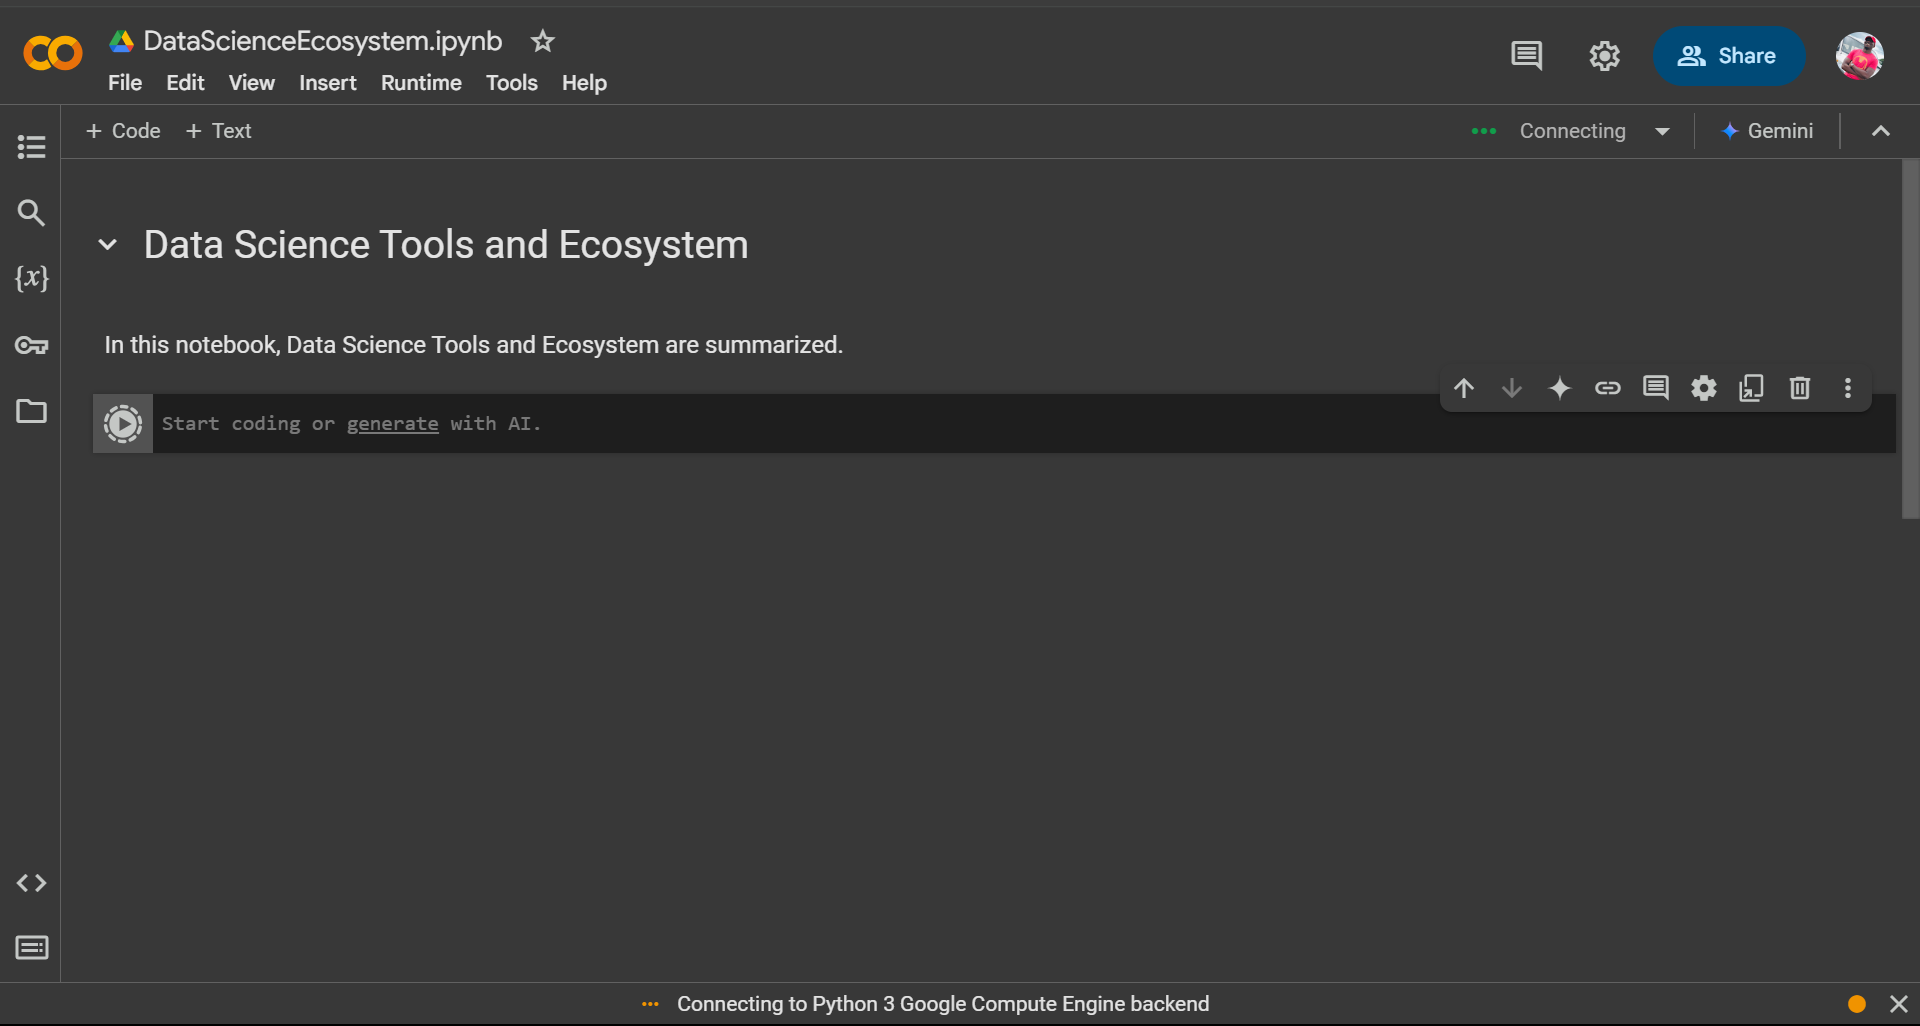 DataScienceEcosystem.ipynb
File Edit View Insert Runtime Tools Help
Share
+ Code + Text
Connecting
Gemini
Data Science Tools and Ecosystem
In this notebook, Data Science Tools and Ecosystem are summarized.
Start coding or generate with AI.
{x}
Connecting to Python 3 Google Compute Engine backend